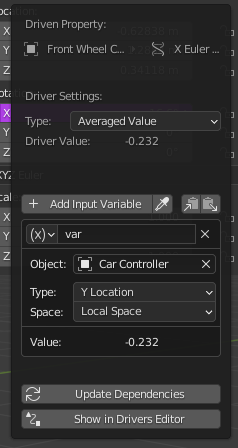 Driven Property:
Front Wheel C... X Euler ...
Driver Settings:
Type: Averaged Value
Driver Value: -0.232
Add Input Variable
(x) var
Object: Car Controller
Type: Y Location
Space: Local Space
Value: -0.232
Update Dependencies
Show in Drivers Editor
X
Y
Z
X
Y
Z
X
Y
Z